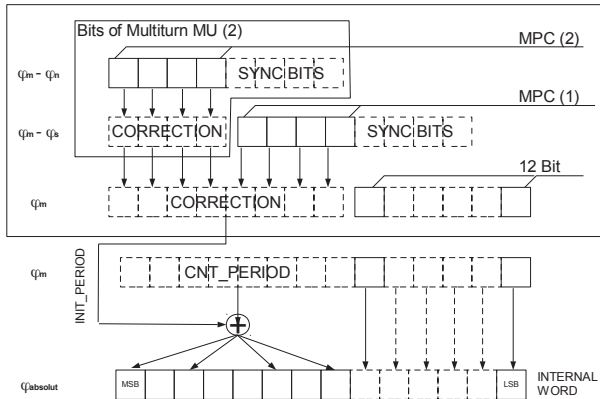 Bits of Multiturn MU (2)
MPC (2)
φm - φn
SYNC BITS
MPC (1)
φm - φs
CORRECTION
SYNC BITS
12 Bit
φm
CORRECTION
INIT_PERIOD
φm
CNT_PERIOD
+
φabsolut
MSB
LSB
INTERNAL
WORD